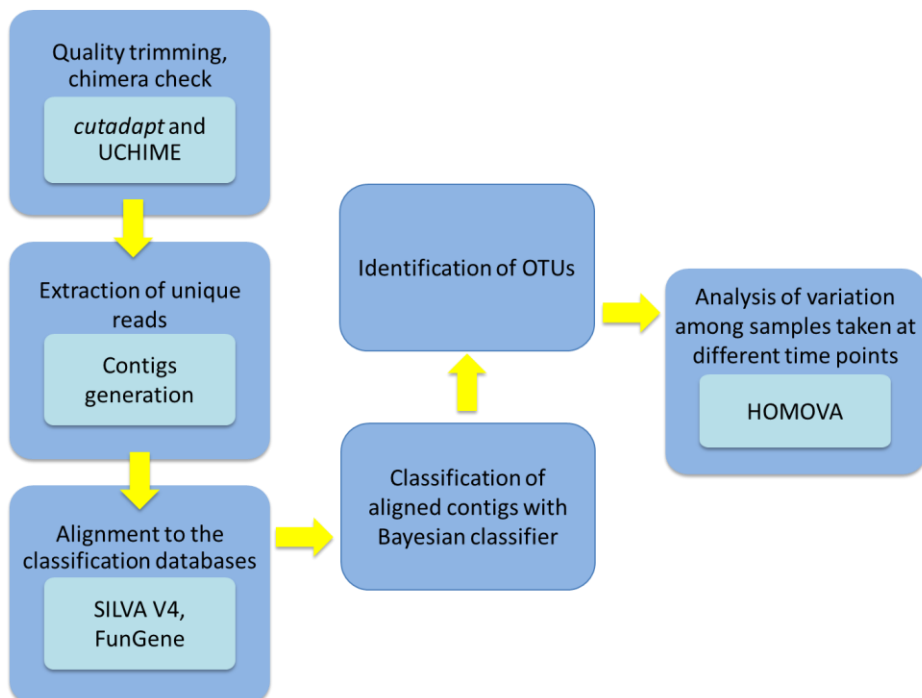 Quality trimming,
chimera check
cutadapt and
UCHIME
Extraction of unique
reads
Contigs
generation
Alignment to the
classification databases
SILVA V4,
FunGene
Classification of
aligned contigs with
Bayesian classifier
Identification of OTUs
Analysis of variation
among samples taken at
different time points
HOMOVA